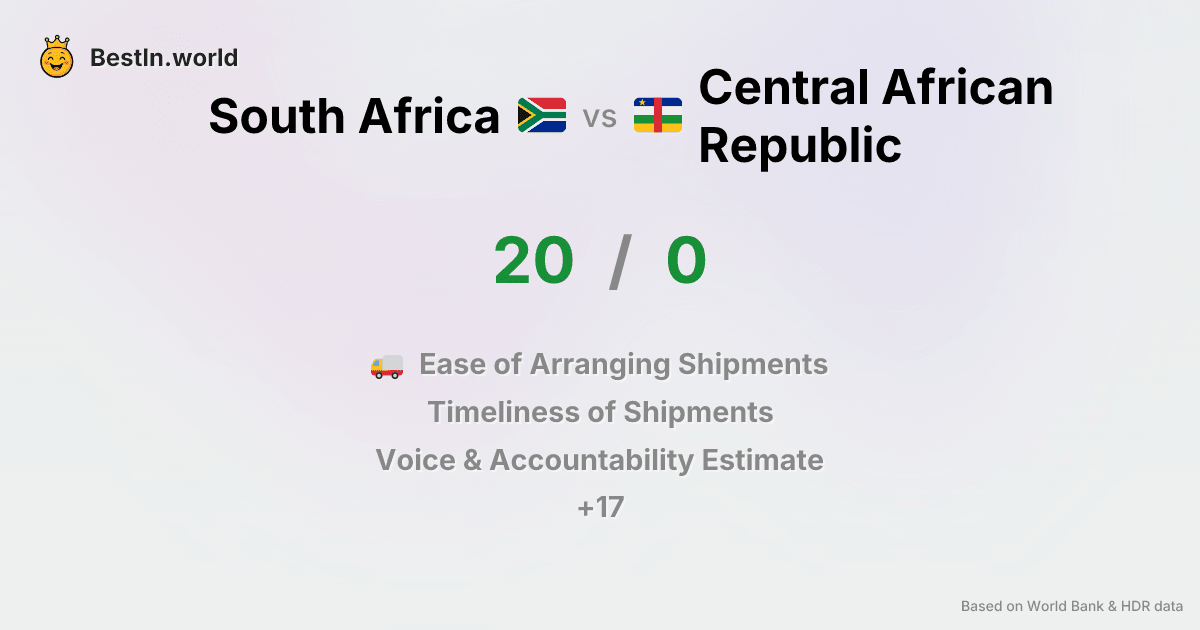 BestIn.world
South Africa vs Central African
Republic
20 / 0
Ease of Arranging Shipments
Timeliness of Shipments
Voice & Accountability Estimate
+17
Based on World Bank & HDR data